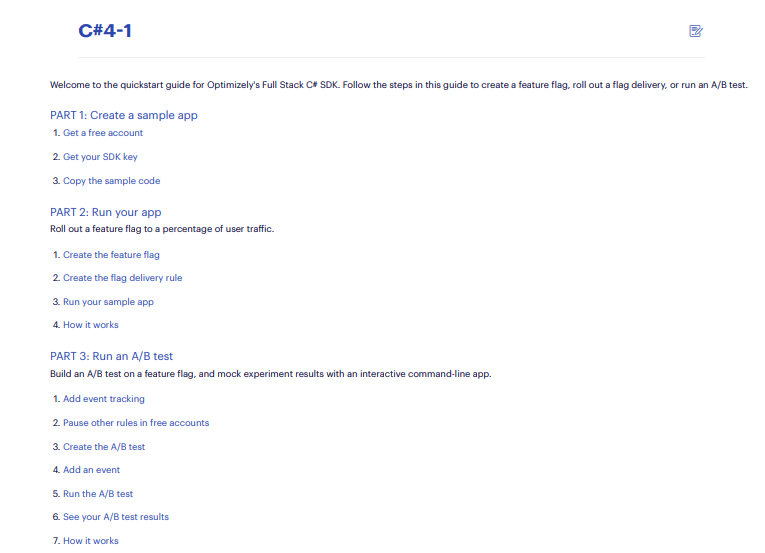 C#4-1
Welcome to the quickstart guide for Optimizely's Full Stack C# SDK. Follow the steps in this guide to create a feature flag, roll out a flag delivery, or run an A/B test.
PART 1: Create a sample app
1. Get a free account
2. Get your SDK key
3. Copy the sample code
PART 2: Run your app
Roll out a feature flag to a percentage of user traffic.
1. Create the feature flag
2. Create the flag delivery rule
3. Run your sample app
4. How it works
PART 3: Run an A/B test
Build an A/B test on a feature flag, and mock experiment results with an interactive command-line app.
1. Add event tracking
2. Pause other rules in free accounts
3. Create the A/B test
4. Add an event
5. Run the A/B test
6. See your A/B test results
7. How it works